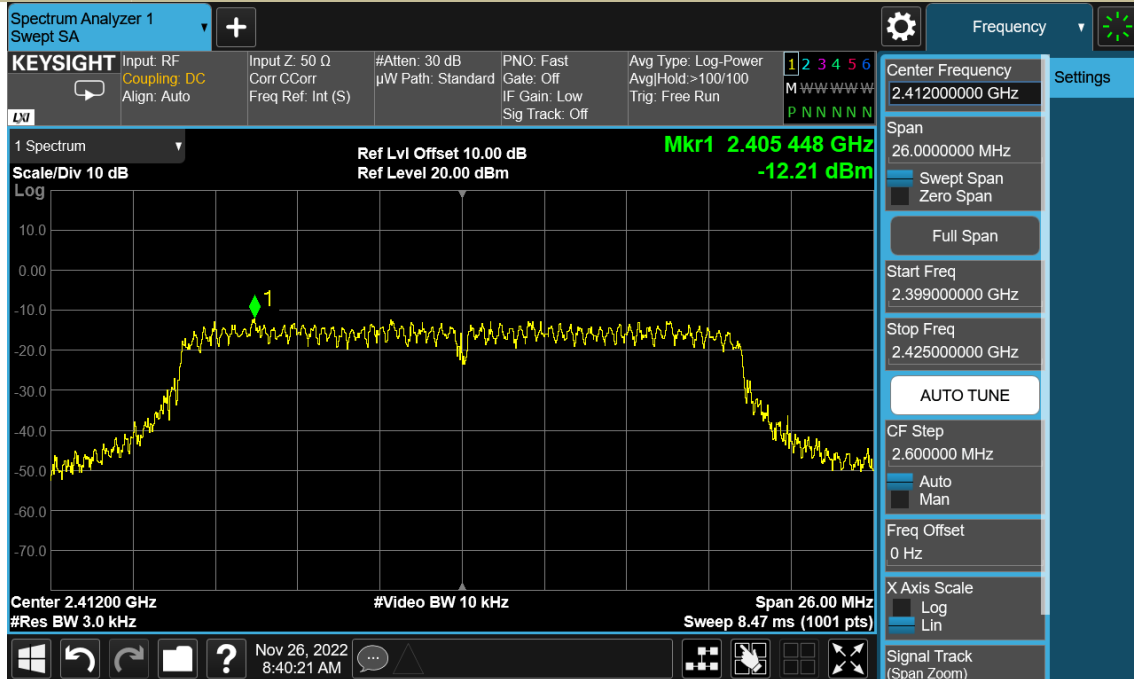 Spectrum Analyzer 1
Swept SA
Frequency
KEYSIGHT
LXI
Input: RF
Coupling: DC
Align: Auto
Input Z: 50 Ω
Corr CCorr
Freq Ref: Int (S)
#Atten: 30 dB
µW Path: Standard
PNO: Fast
Gate: Off
IF Gain: Low
Sig Track: Off
Avg Type: Log-Power
Avg|Hold:>100/100
Trig: Free Run
1 2 3 4 5 6
M W W W W W
P N N N N N
1 Spectrum
Scale/Div 10 dB
Log
Ref Lvl Offset 10.00 dB
Ref Level 20.00 dBm
Mkr1 2.405 448 GHz
-12.21 dBm
10.0
0.00
-10.0
-20.0
-30.0
-40.0
-50.0
-60.0
-70.0
1
Center 2.41200 GHz
#Video BW 10 kHz
Span 26.00 MHz
#Res BW 3.0 kHz
Sweep 8.47 ms (1001 pts)
Center Frequency
2.412000000 GHz
Settings
Span
26.0000000 MHz
Swept Span
Zero Span
Full Span
Start Freq
2.399000000 GHz
Stop Freq
2.425000000 GHz
AUTO TUNE
CF Step
2.600000 MHz
Auto
Man
Freq Offset
0 Hz
X Axis Scale
Log
Lin
Signal Track
(Span Zoom)
?
Nov 26, 2022
8:40:21 AM